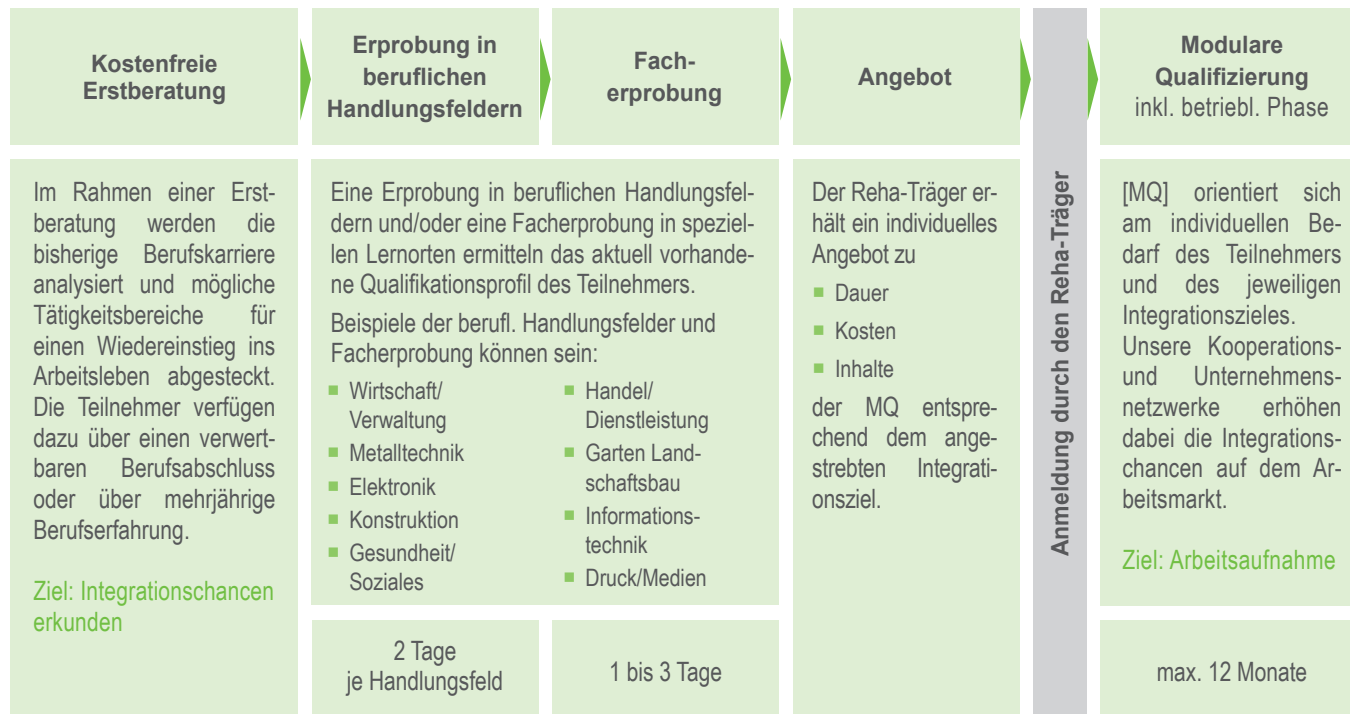 Kostenfreie
Erstberatung
Erprobung in
beruflichen
Handlungsfeldern
Fach-
erprobung
Angebot
Modulare
Qualifizierung
inkl. betriebl. Phase
Im Rahmen einer Erst-
beratung werden die
bisherige Berufskarriere
analysiert und mögliche
Tätigkeitsbereiche für
einen Wiedereinstieg ins
Arbeitsleben abgesteckt.
Die Teilnehmer verfügen
dazu über einen verwert-
baren Berufsabschluss
oder über mehrjährige
Berufserfahrung.
Ziel: Integrationschancen
erkunden
Eine Erprobung in beruflichen Handlungsfel-
dern und/oder eine Facherprobung in speziel-
len Lernorten ermitteln das aktuell vorhande-
ne Qualifikationsprofil des Teilnehmers.
Beispiele der berufl. Handlungsfelder und
Facherprobung können sein:
Wirtschaft/
Verwaltung
Metalltechnik
Elektronik
Konstruktion
Gesundheit/
Soziales
Handel/
Dienstleistung
Garten Land-
schaftsbau
Informations-
technik
Druck/Medien
2 Tage
je Handlungsfeld
1 bis 3 Tage
Der Reha-Träger er-
hält ein individuelles
Angebot zu
Dauer
Kosten
Inhalte
der MQ entspre-
chend dem ange-
strebten Integrati-
onsziel.
Anmeldung durch den Reha-Träger
[MQ] orientiert sich
am individuellen Be-
darf des Teilnehmers
und des jeweiligen
Integrationszieles.
Unsere Kooperations-
und Unternehmens-
netzwerke erhöhen
dabei die Integrations-
chancen auf dem Ar-
beitsmarkt.
Ziel: Arbeitsaufnahme
max. 12 Monate